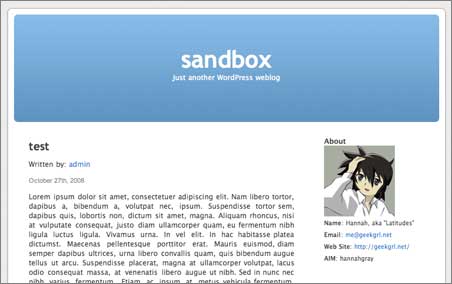 sandbox
just another WordPress weblog
test
Written by: admin
October 27th, 2008
Lorem ipsum dolor sit amet, consectetuer adipiscing elit. Nam libero tortor,
dapibus a, bibendum a, volutpat nec, ipsum. Suspendisse tortor sem,
dapibus quis, lobortis non, dictum sit amet, magna. Aliquam rhoncus, nisi
at vulputate consequat, justo diam ullamcorper quam, eu fermentum nibh
ligula luctus ligula. Vivamus urna. In vel elit. In hac habitasse platea
dictumst. Maecenas pellentesque porttitor erat. Mauris euismod, diam
semper dapibus ultrices, urna libero convallis quam, quis bibendum augue
tellus ut arcu. Suspendisse placerat, magna at ullamcorper volutpat, lacus
odio consequat massa, at venenatis libero augue ut nibh. Sed in nunc nec
nibh varius fermentum. Etiam ac ipsum at metus vehicula fermentum.
About
Name: Hannah, aka "Latitudes"
Email: me@geekgrl.net
Web Site: http://geekgrl.net/
AIM: hannahgray